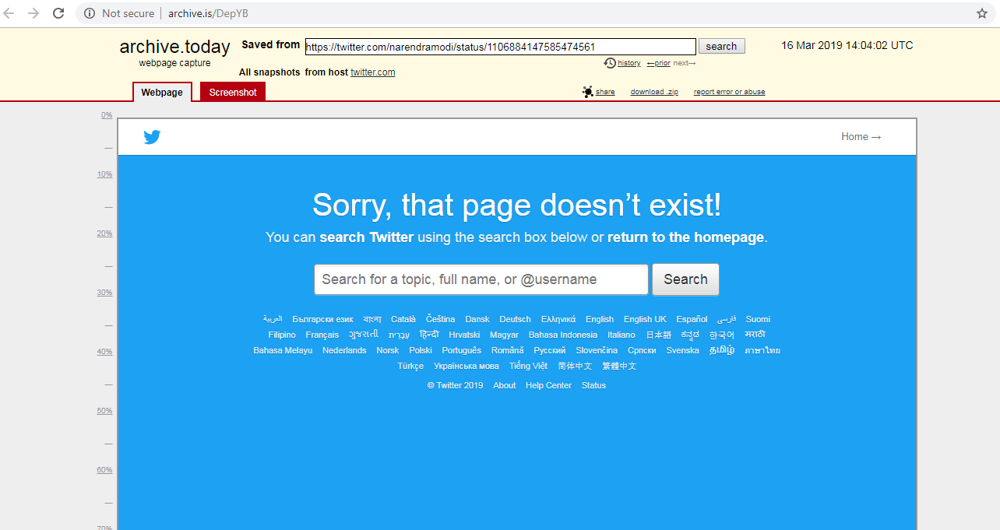 Not secure | archive.is/DepYB
archive.today
webpage capture
Saved from https://twitter.com/narendramodi/status/1106884147585474561 search
16 Mar 2019 14:04:02 UTC
history ←prior next→
All snapshots from host twitter.com
Webpage Screenshot
share download .zip report error or abuse
0%
Home →
10%
Sorry, that page doesn’t exist!
20%
You can search Twitter using the search box below or return to the homepage.
Search for a topic, full name, or @username Search
30%
العربية Български език বাংলা Català Čeština Dansk Deutsch Ελληνικά English English UK Español فارسی Suomi
Filipino Français ગુજરાતી עִבְרִית हिन्दी Hrvatski Magyar Bahasa Indonesia Italiano 日本語 ಕನ್ನಡ 한국어 मराठी
40%
Bahasa Melayu Nederlands Norsk Polski Português Română Русский Slovenčina Српски Svenska தமிழ் ภาษาไทย
Türkçe Українська мова Tiếng Việt 简体中文 繁體中文
© Twitter 2019 About Help Center Status
50%
60%
70%